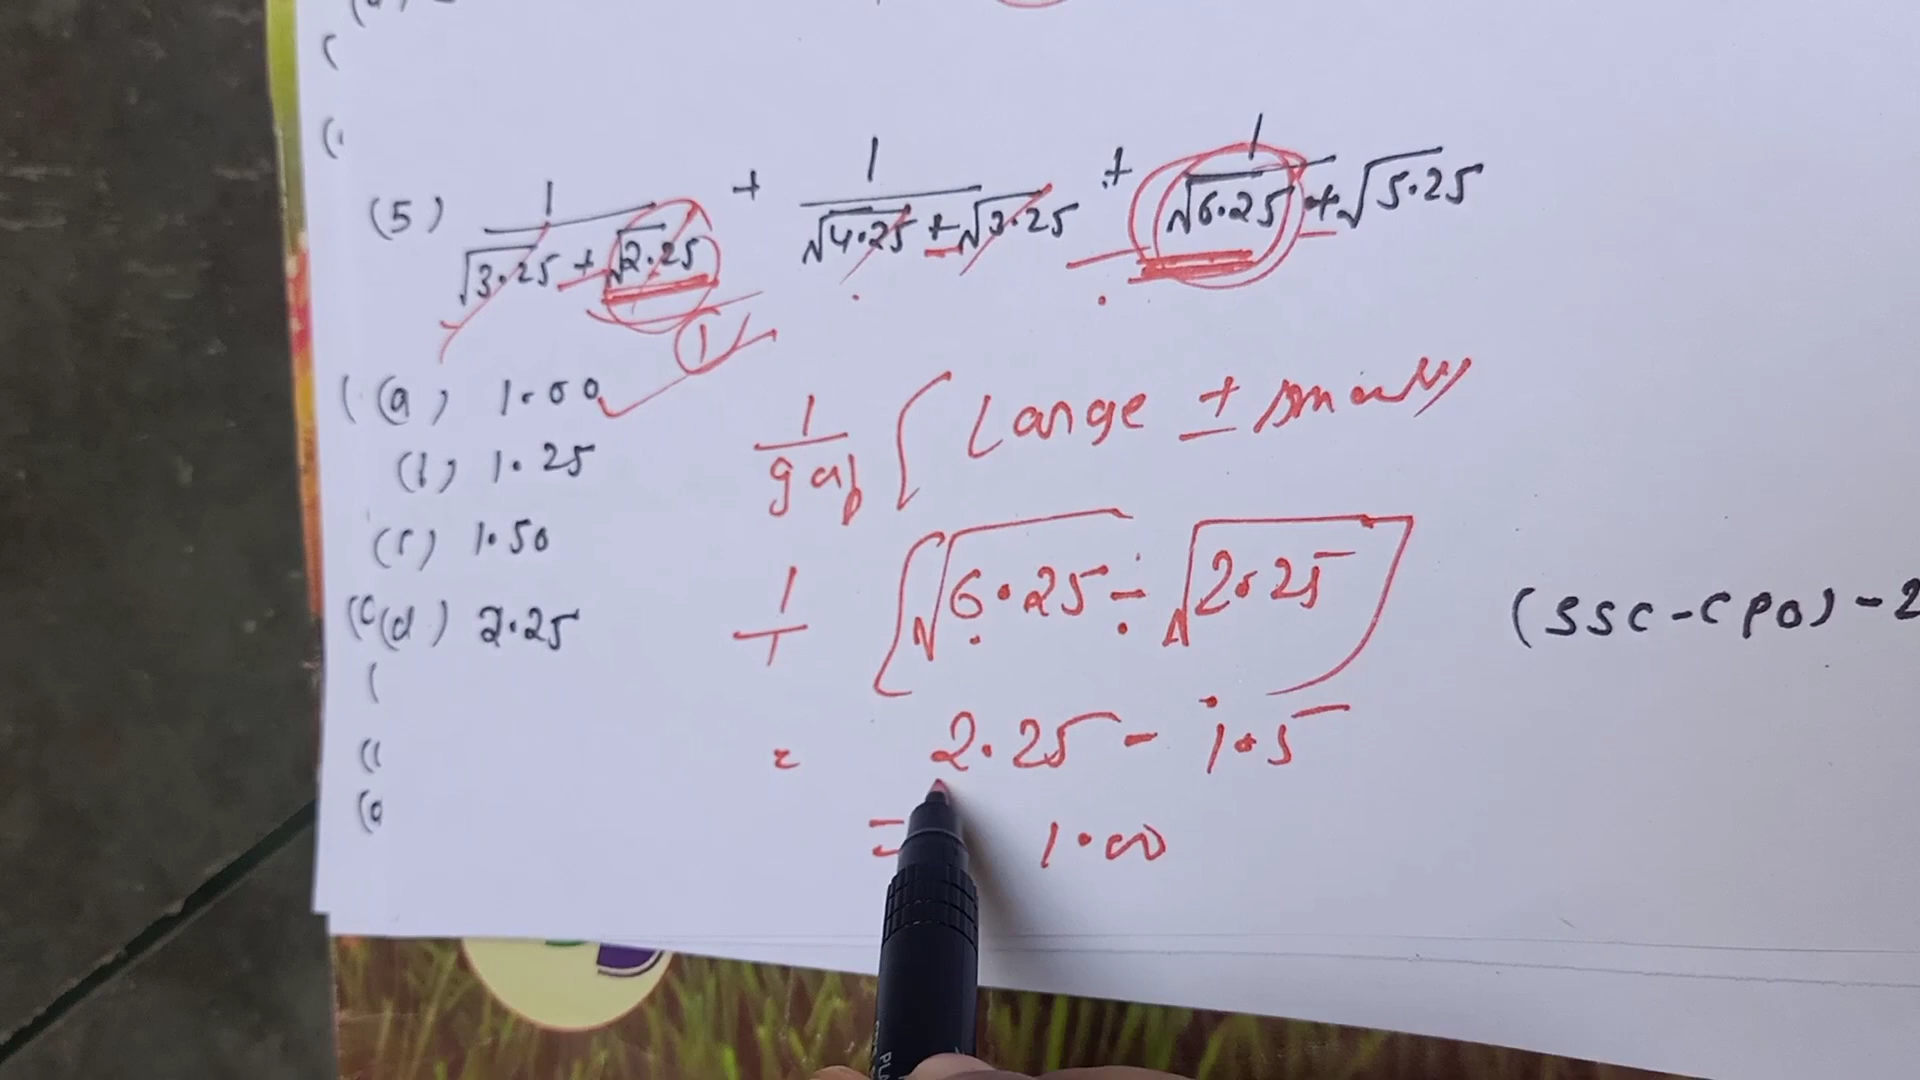 (5) 1/(√3.25 + √2.25) + 1/(√4.25 + √3.25) + 1/(√6.25 + √5.25)
1
(a) 1.00
(b) 1.25
(c) 1.50
(d) 2.25
1/gap [Large ± small]
1/1 [√6.25 - √2.25]
(SSC-CPO) - 2
= 2.25 - 1.5
= 1.00